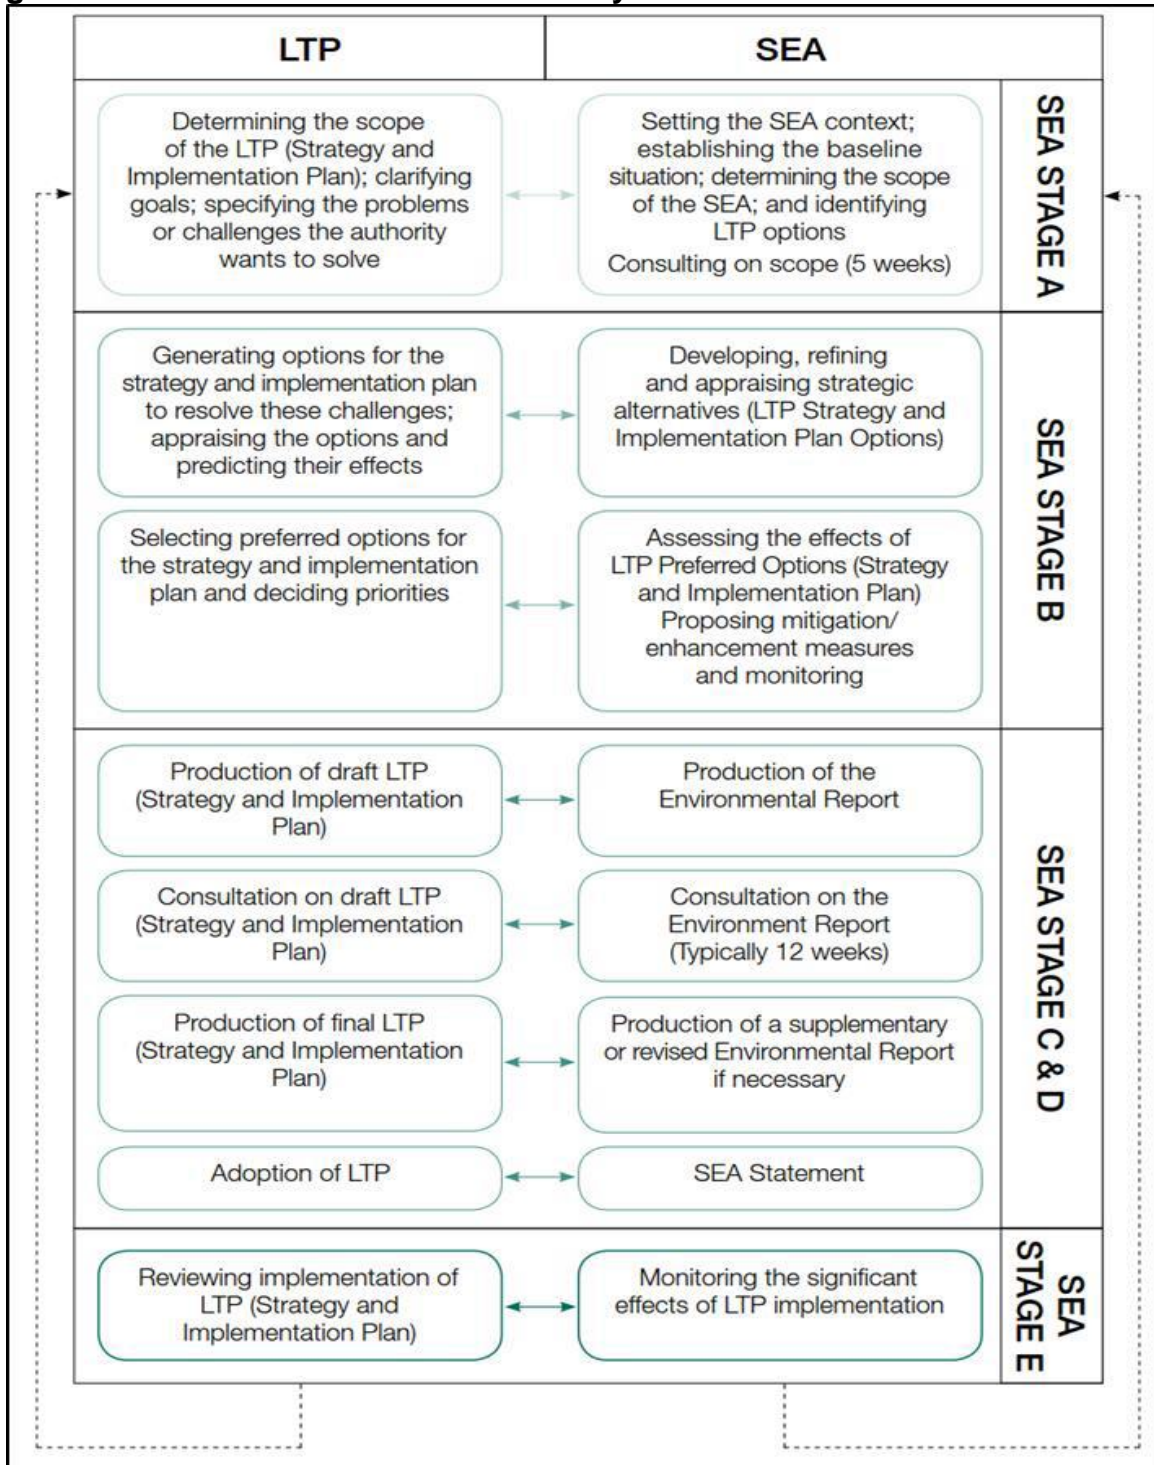 LTP
SEA
Determining the scope
of the LTP (Strategy and
Implementation Plan); clarifying
goals; specifying the problems
or challenges the authority
wants to solve
Setting the SEA context;
establishing the baseline
situation; determining the scope
of the SEA; and identifying
LTP options
Consulting on scope (5 weeks)
SEA STAGE A
Generating options for the
strategy and implementation plan
to resolve these challenges;
appraising the options and
predicting their effects
Developing, refining
and appraising strategic
alternatives (LTP Strategy and
Implementation Plan Options)
Selecting preferred options for
the strategy and implementation
plan and deciding priorities
Assessing the effects of
LTP Preferred Options (Strategy
and Implementation Plan)
Proposing mitigation/
enhancement measures
and monitoring
SEA STAGE B
Production of draft LTP
(Strategy and Implementation
Plan)
Production of the
Environmental Report
Consultation on draft LTP
(Strategy and Implementation
Plan)
Consultation on the
Environment Report
(Typically 12 weeks)
Production of final LTP
(Strategy and Implementation
Plan)
Production of a supplementary
or revised Environmental Report
if necessary
Adoption of LTP
SEA Statement
SEA STAGE C & D
Reviewing implementation of
LTP (Strategy and
Implementation Plan)
Monitoring the significant
effects of LTP implementation
SEA
STAGE E